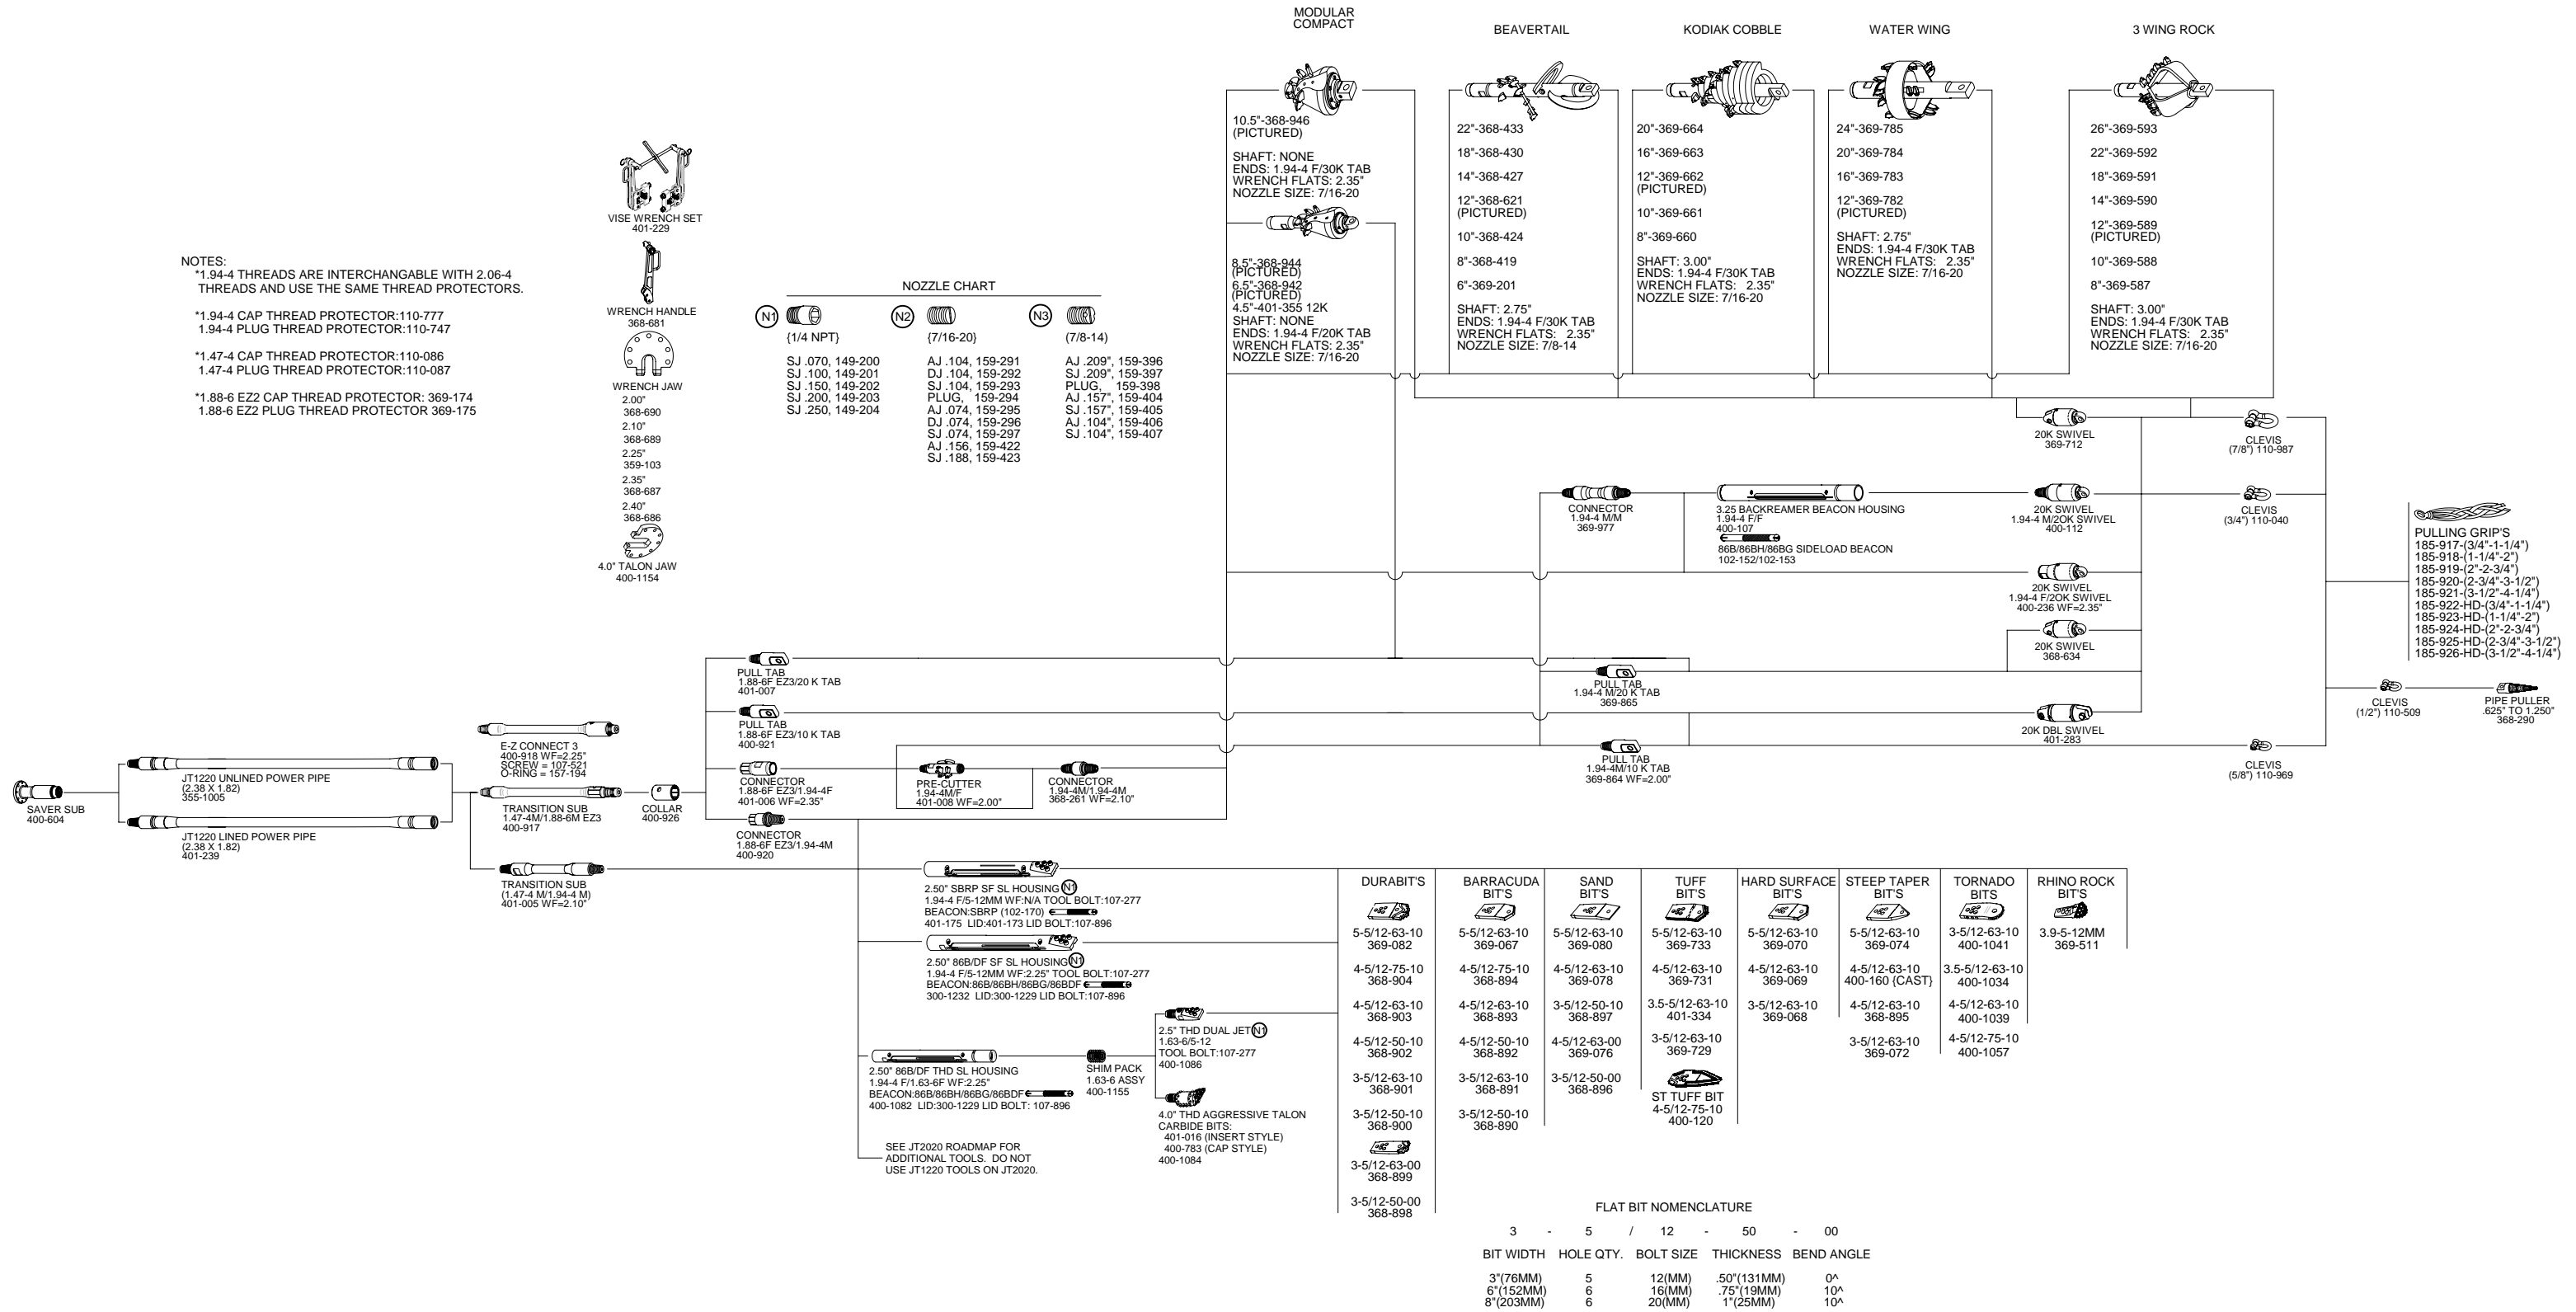 MODULAR
COMPACT
BEAVERTAIL
KODIAK COBBLE
WATER WING
3 WING ROCK
10.5"-368-946
(PICTURED)
SHAFT: NONE
ENDS: 1.94-4 F/30K TAB
WRENCH FLATS: 2.35"
NOZZLE SIZE: 7/16-20
8.5"-368-944
(PICTURED)
6.5"-368-942
(PICTURED)
4.5"-401-355 12K
SHAFT: NONE
ENDS: 1.94-4 F/20K TAB
WRENCH FLATS: 2.35"
NOZZLE SIZE: 7/16-20
22"-368-433
18"-368-430
14"-368-427
12"-368-621
(PICTURED)
10"-368-424
8"-368-419
6"-369-201
SHAFT: 2.75"
ENDS: 1.94-4 F/30K TAB
WRENCH FLATS: 2.35"
NOZZLE SIZE: 7/8-14
20"-369-664
16"-369-663
12"-369-662
(PICTURED)
10"-369-661
8"-369-660
SHAFT: 3.00"
ENDS: 1.94-4 F/30K TAB
WRENCH FLATS: 2.35"
NOZZLE SIZE: 7/16-20
24"-369-785
20"-369-784
16"-369-783
12"-369-782
(PICTURED)
SHAFT: 2.75"
ENDS: 1.94-4 F/30K TAB
WRENCH FLATS: 2.35"
NOZZLE SIZE: 7/16-20
26"-369-593
22"-369-592
18"-369-591
14"-369-590
12"-369-589
(PICTURED)
10"-369-588
8"-369-587
SHAFT: 3.00"
ENDS: 1.94-4 F/30K TAB
WRENCH FLATS: 2.35"
NOZZLE SIZE: 7/16-20
VISE WRENCH SET
401-229
WRENCH HANDLE
368-681
WRENCH JAW
2.00"
368-690
2.10"
368-689
2.25"
359-103
2.35"
368-687
2.40"
368-686
4.0" TALON JAW
400-1154
NOTES:
*1.94-4 THREADS ARE INTERCHANGABLE WITH 2.06-4
THREADS AND USE THE SAME THREAD PROTECTORS.
*1.94-4 CAP THREAD PROTECTOR:110-777
1.94-4 PLUG THREAD PROTECTOR:110-747
*1.47-4 CAP THREAD PROTECTOR:110-086
1.47-4 PLUG THREAD PROTECTOR:110-087
*1.88-6 EZ2 CAP THREAD PROTECTOR: 369-174
1.88-6 EZ2 PLUG THREAD PROTECTOR 369-175
NOZZLE CHART
N1
{1/4 NPT}
SJ .070, 149-200
SJ .100, 149-201
SJ .150, 149-202
SJ .200, 149-203
SJ .250, 149-204
N2
{7/16-20}
AJ .104, 159-291
DJ .104, 159-292
SJ .104, 159-293
PLUG, 159-294
AJ .074, 159-295
DJ .074, 159-296
SJ .074, 159-297
AJ .156, 159-422
SJ .188, 159-423
N3
(7/8-14)
AJ .209", 159-396
SJ .209", 159-397
PLUG, 159-398
AJ .157", 159-404
SJ .157", 159-405
AJ .104", 159-406
SJ .104", 159-407
20K SWIVEL
369-712
CLEVIS
(7/8") 110-987
CONNECTOR
1.94-4 M/M
369-977
3.25 BACKREAMER BEACON HOUSING
1.94-4 F/F
400-107
86B/86BH/86BG SIDELOAD BEACON
102-152/102-153
20K SWIVEL
1.94-4 M/2OK SWIVEL
400-112
CLEVIS
(3/4") 110-040
PULLING GRIP'S
185-917-(3/4"-1-1/4")
185-918-(1-1/4"-2")
185-919-(2"-2-3/4")
185-920-(2-3/4"-3-1/2")
185-921-(3-1/2"-4-1/4")
185-922-HD-(3/4"-1-1/4")
185-923-HD-(1-1/4"-2")
185-924-HD-(2"-2-3/4")
185-925-HD-(2-3/4"-3-1/2")
185-926-HD-(3-1/2"-4-1/4")
20K SWIVEL
1.94-4 F/2OK SWIVEL
400-236 WF=2.35"
20K SWIVEL
368-634
PULL TAB
1.88-6F EZ3/20 K TAB
401-007
PULL TAB
1.94-4 M/20 K TAB
369-865
CLEVIS
(1/2") 110-509
PIPE PULLER
.625" TO 1.250"
368-290
PULL TAB
1.88-6F EZ3/10 K TAB
400-921
20K DBL SWIVEL
401-283
PULL TAB
1.94-4M/10 K TAB
369-864 WF=2.00"
CLEVIS
(5/8") 110-969
E-Z CONNECT 3
400-918 WF=2.25"
SCREW = 107-521
O-RING = 157-194
SAVER SUB
400-604
JT1220 UNLINED POWER PIPE
(2.38 X 1.82)
355-1005
JT1220 LINED POWER PIPE
(2.38 X 1.82)
401-239
TRANSITION SUB
1.47-4M/1.88-6M EZ3
400-917
COLLAR
400-926
CONNECTOR
1.88-6F EZ3/1.94-4F
401-006 WF=2.35"
PRE-CUTTER
1.94-4M/F
401-008 WF=2.00"
CONNECTOR
1.94-4M/1.94-4M
368-261 WF=2.10"
CONNECTOR
1.88-6F EZ3/1.94-4M
400-920
TRANSITION SUB
(1.47-4 M/1.94-4 M)
401-005 WF=2.10"
2.50" SBRP SF SL HOUSING N1
1.94-4 F/5-12MM WF:N/A TOOL BOLT:107-277
BEACON:SBRP (102-170)
401-175 LID:401-173 LID BOLT:107-896
2.50" 86B/DF SF SL HOUSING N1
1.94-4 F/5-12MM WF:2.25" TOOL BOLT:107-277
BEACON:86B/86BH/86BG/86BDF
300-1232 LID:300-1229 LID BOLT:107-896
2.50" 86B/DF THD SL HOUSING
1.94-4 F/1.63-6F WF:2.25"
BEACON:86B/86BH/86BG/86BDF
400-1082 LID:300-1229 LID BOLT: 107-896
SHIM PACK
1.63-6 ASSY
400-1155
2.5" THD DUAL JET N1
1.63-6/5-12
TOOL BOLT:107-277
400-1086
4.0" THD AGGRESSIVE TALON
CARBIDE BITS:
401-016 (INSERT STYLE)
400-783 (CAP STYLE)
400-1084
SEE JT2020 ROADMAP FOR
ADDITIONAL TOOLS. DO NOT
USE JT1220 TOOLS ON JT2020.
DURABIT'S
5-5/12-63-10
369-082
4-5/12-75-10
368-904
4-5/12-63-10
368-903
4-5/12-50-10
368-902
3-5/12-63-10
368-901
3-5/12-50-10
368-900
3-5/12-63-00
368-899
3-5/12-50-00
368-898
BARRACUDA
BIT'S
5-5/12-63-10
369-067
4-5/12-75-10
368-894
4-5/12-63-10
368-893
4-5/12-50-10
368-892
3-5/12-63-10
368-891
3-5/12-50-10
368-890
SAND
BIT'S
5-5/12-63-10
369-080
4-5/12-63-10
369-078
3-5/12-50-10
368-897
4-5/12-63-00
369-076
3-5/12-50-00
368-896
TUFF
BIT'S
5-5/12-63-10
369-733
4-5/12-63-10
369-731
3.5-5/12-63-10
401-334
3-5/12-63-10
369-729
ST TUFF BIT
4-5/12-75-10
400-120
HARD SURFACE
BIT'S
5-5/12-63-10
369-070
4-5/12-63-10
369-069
3-5/12-63-10
369-068
STEEP TAPER
BIT'S
5-5/12-63-10
369-074
4-5/12-63-10
400-160 {CAST}
4-5/12-63-10
368-895
3-5/12-63-10
369-072
TORNADO
BITS
3-5/12-63-10
400-1041
3.5-5/12-63-10
400-1034
4-5/12-63-10
400-1039
4-5/12-75-10
400-1057
RHINO ROCK
BIT'S
3.9-5-12MM
369-511
FLAT BIT NOMENCLATURE
3 - 5 / 12 - 50 - 00
BIT WIDTH HOLE QTY. BOLT SIZE THICKNESS BEND ANGLE
3"(76MM) 5 12(MM) .50"(131MM) 0^
6"(152MM) 6 16(MM) .75"(19MM) 10^
8"(203MM) 6 20(MM) 1"(25MM) 10^